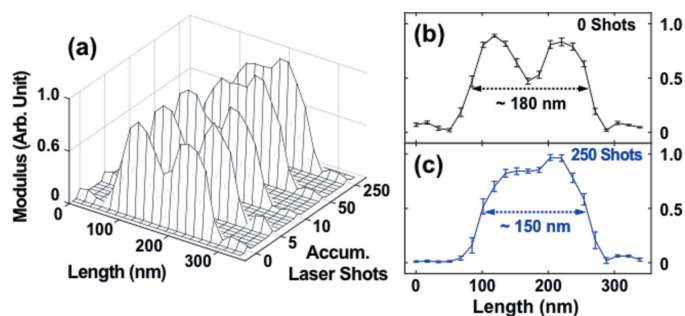 (a)
Modulus (Arb. Unit)
1.0
0.6
0
0
100
200
300
Length (nm)
0
5
10
50
250
Accum.
Laser Shots
(b)
0 Shots
1.0
0.5
0
~ 180 nm
(c)
250 Shots
1.0
0.5
0
~ 150 nm
0
100
200
300
Length (nm)